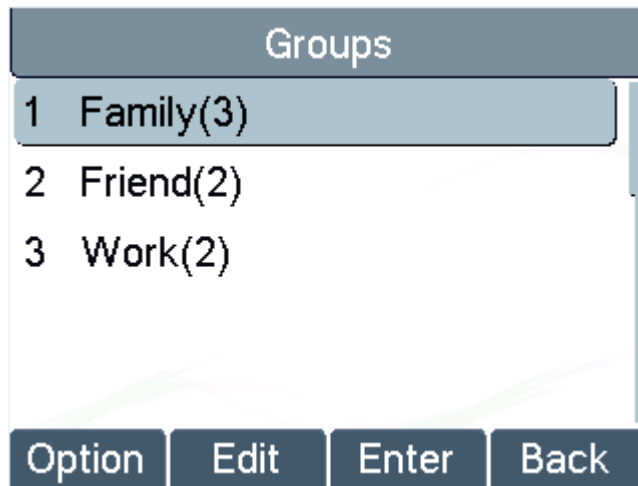 Groups
1 Family(3)
2 Friend(2)
3 Work(2)
Option Edit Enter Back